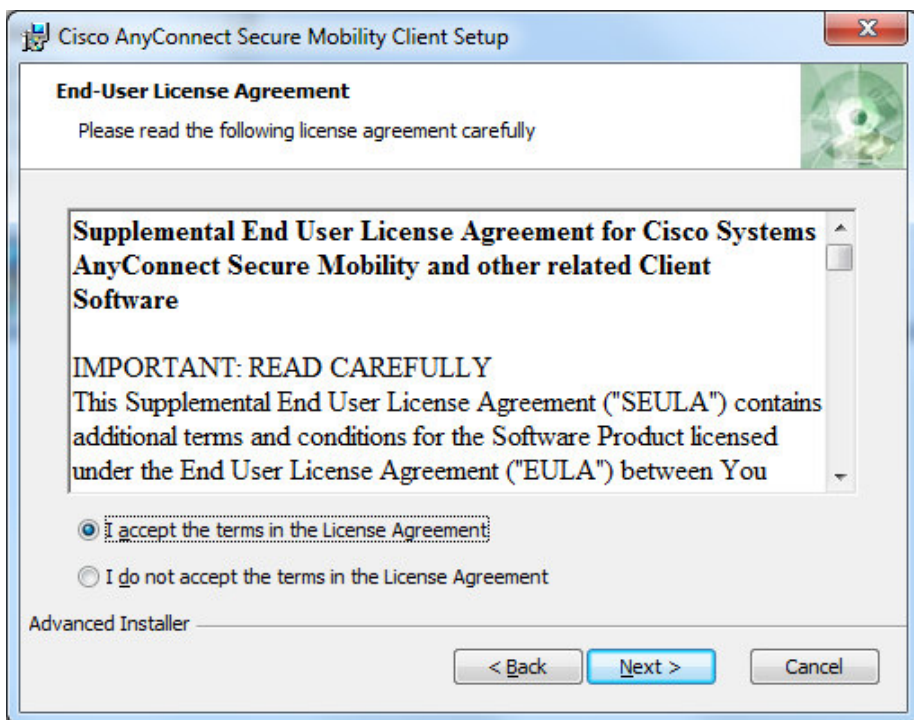 Cisco AnyConnect Secure Mobility Client Setup
End-User License Agreement
Please read the following license agreement carefully
Supplemental End User License Agreement for Cisco Systems
AnyConnect Secure Mobility and other related Client
Software
IMPORTANT: READ CAREFULLY
This Supplemental End User License Agreement ("SEULA") contains
additional terms and conditions for the Software Product licensed
under the End User License Agreement ("EULA") between You
I accept the terms in the License Agreement
I do not accept the terms in the License Agreement
Advanced Installer
< Back Next > Cancel